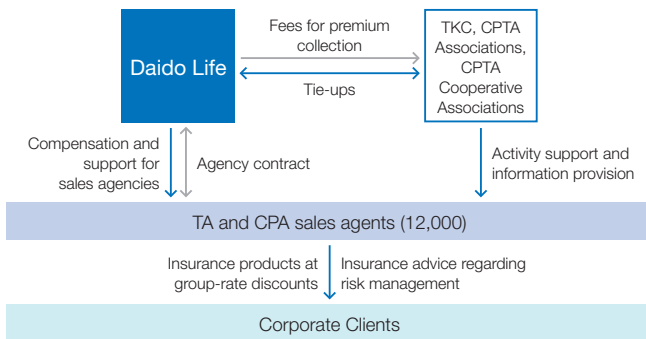 Daido Life
Fees for premium
collection
Tie-ups
TKC, CPTA
Associations,
CPTA
Cooperative
Associations
Compensation and
support for
sales agencies
Agency contract
Activity support and
information provision
TA and CPA sales agents (12,000)
Insurance products at
group-rate discounts
Insurance advice regarding
risk management
Corporate Clients